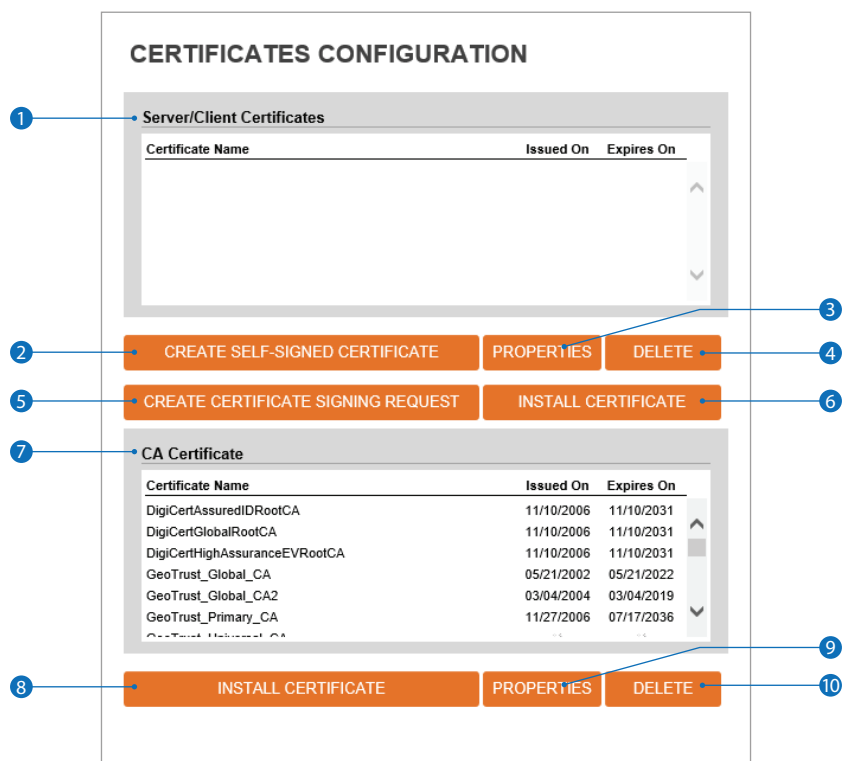 CERTIFICATES CONFIGURATION
1 Server/Client Certificates
Certificate Name Issued On Expires On
3
2 CREATE SELF-SIGNED CERTIFICATE PROPERTIES DELETE 4
5 CREATE CERTIFICATE SIGNING REQUEST INSTALL CERTIFICATE 6
7 CA Certificate
Certificate Name Issued On Expires On
DigiCertAssuredIDRootCA 11/10/2006 11/10/2031
DigiCertGlobalRootCA 11/10/2006 11/10/2031
DigiCertHighAssuranceEVRootCA 11/10/2006 11/10/2031
GeoTrust_Global_CA 05/21/2002 05/21/2022
GeoTrust_Global_CA2 03/04/2004 03/04/2019
GeoTrust_Primary_CA 11/27/2006 07/17/2036
9
8 INSTALL CERTIFICATE PROPERTIES DELETE 10